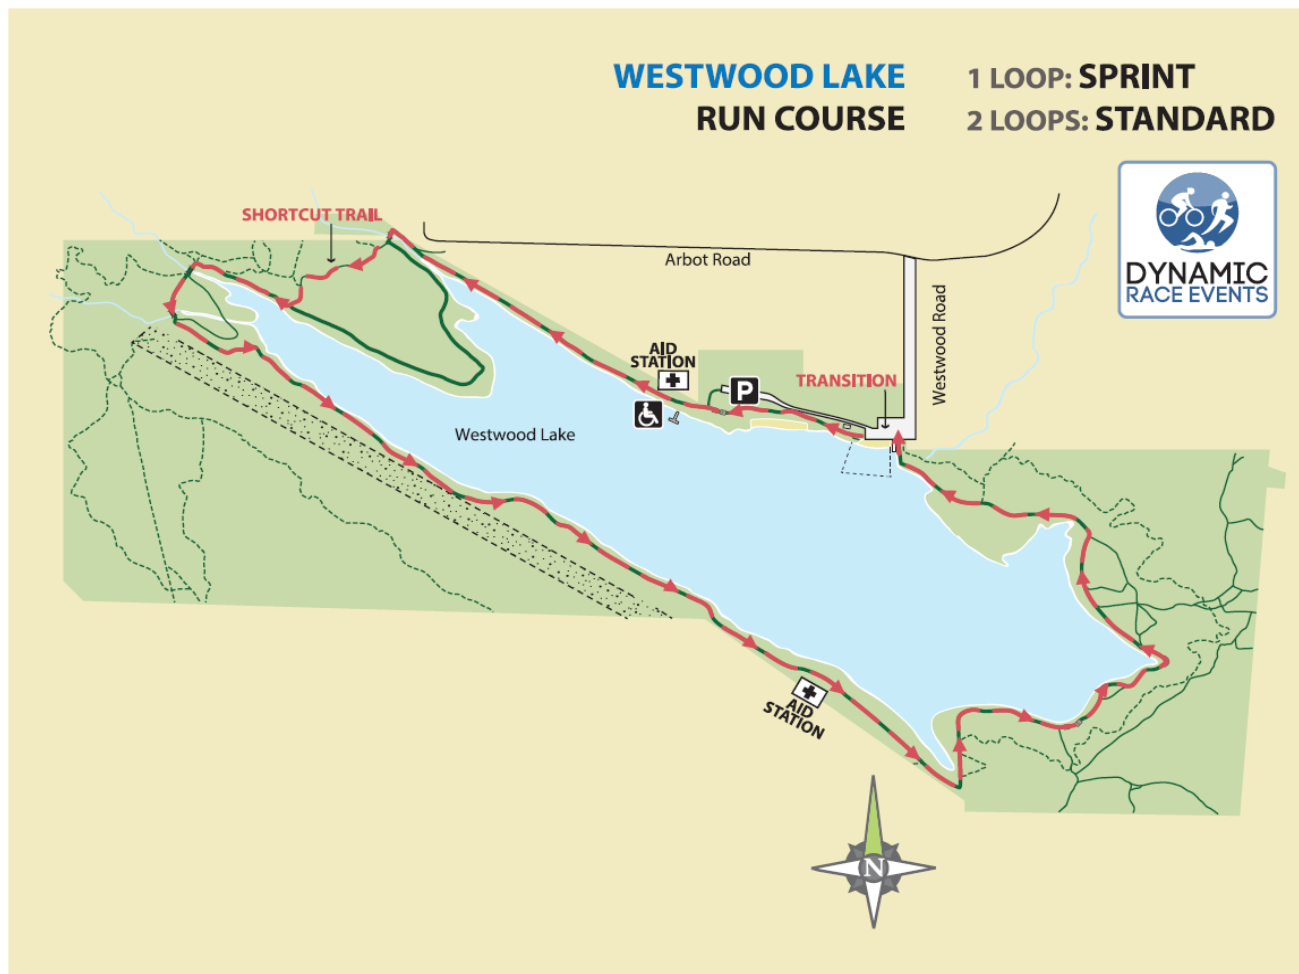 WESTWOOD LAKE
RUN COURSE
1 LOOP: SPRINT
2 LOOPS: STANDARD
DYNAMIC
RACE EVENTS
SHORTCUT TRAIL
Arbot Road
Westwood Road
AID
STATION
P
TRANSITION
Westwood Lake
AID
STATION
N